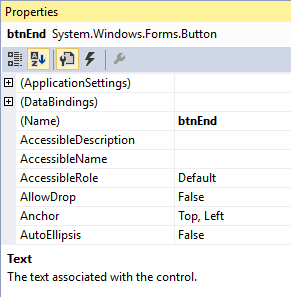 Properties
btnEnd System.Windows.Forms.Button
(ApplicationSettings)
(DataBindings)
(Name) btnEnd
AccessibleDescription
AccessibleName
AccessibleRole Default
AllowDrop False
Anchor Top, Left
AutoEllipsis False
Text
The text associated with the control.